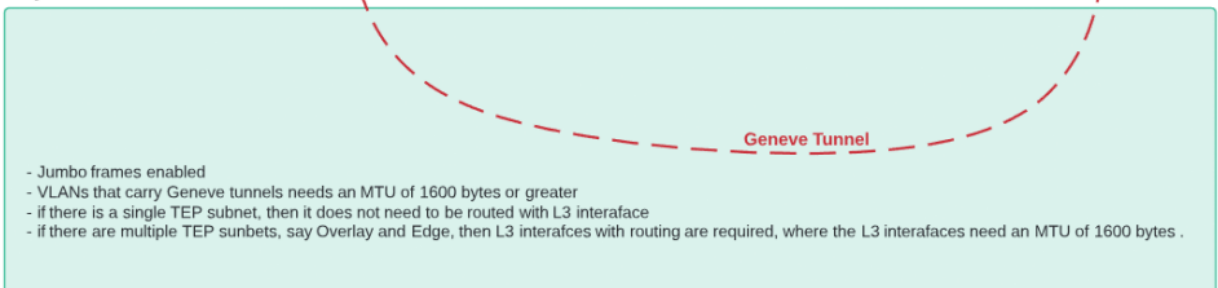 Geneve Tunnel
- Jumbo frames enabled
- VLANs that carry Geneve tunnels needs an MTU of 1600 bytes or greater
- if there is a single TEP subnet, then it does not need to be routed with L3 interaface
- if there are multiple TEP sunbets, say Overlay and Edge, then L3 interafces with routing are required, where the L3 interafaces need an MTU of 1600 bytes .